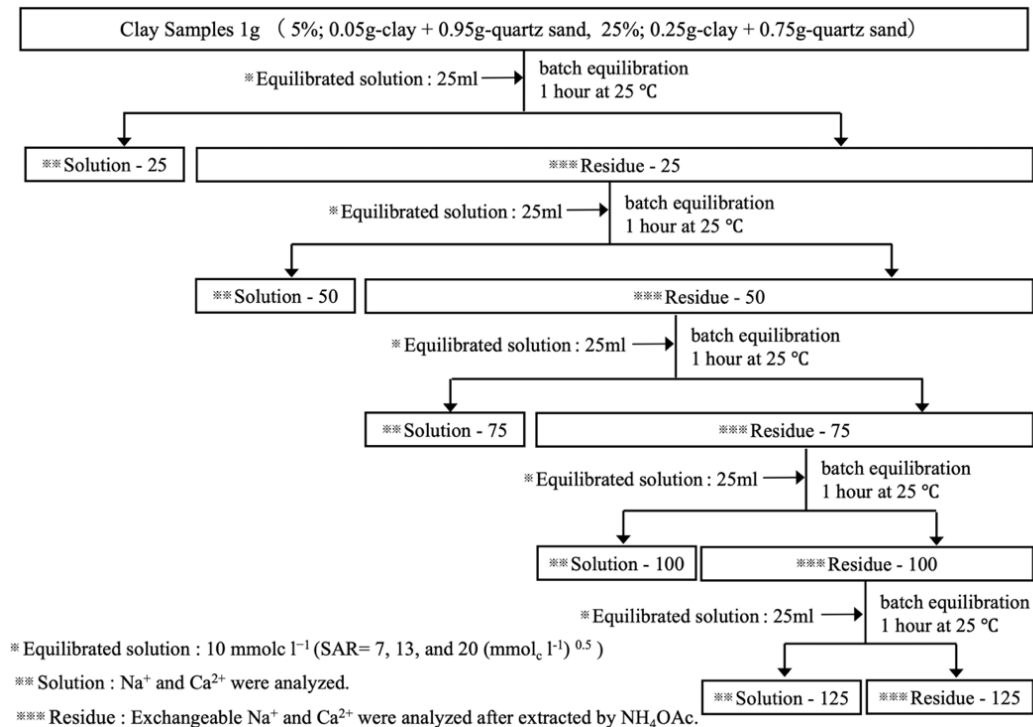 Clay Samples 1g ( 5%; 0.05g-clay + 0.95g-quartz sand, 25%; 0.25g-clay + 0.75g-quartz sand)
※Equilibrated solution : 25ml
batch equilibration
1 hour at 25 ℃
※※Solution - 25
※※※Residue - 25
※Equilibrated solution : 25ml
batch equilibration
1 hour at 25 ℃
※※Solution - 50
※※※Residue - 50
※Equilibrated solution : 25ml
batch equilibration
1 hour at 25 ℃
※※Solution - 75
※※※Residue - 75
※Equilibrated solution : 25ml
batch equilibration
1 hour at 25 ℃
※※Solution - 100
※※※Residue - 100
※Equilibrated solution : 25ml
batch equilibration
1 hour at 25 ℃
※※Solution - 125
※※※Residue - 125
※ Equilibrated solution : 10 mmolc l⁻¹ (SAR= 7, 13, and 20 (mmol꜀ l⁻¹) ⁰·⁵ )
※※ Solution : Na⁺ and Ca²⁺ were analyzed.
※※※ Residue : Exchangeable Na⁺ and Ca²⁺ were analyzed after extracted by NH₄OAc.